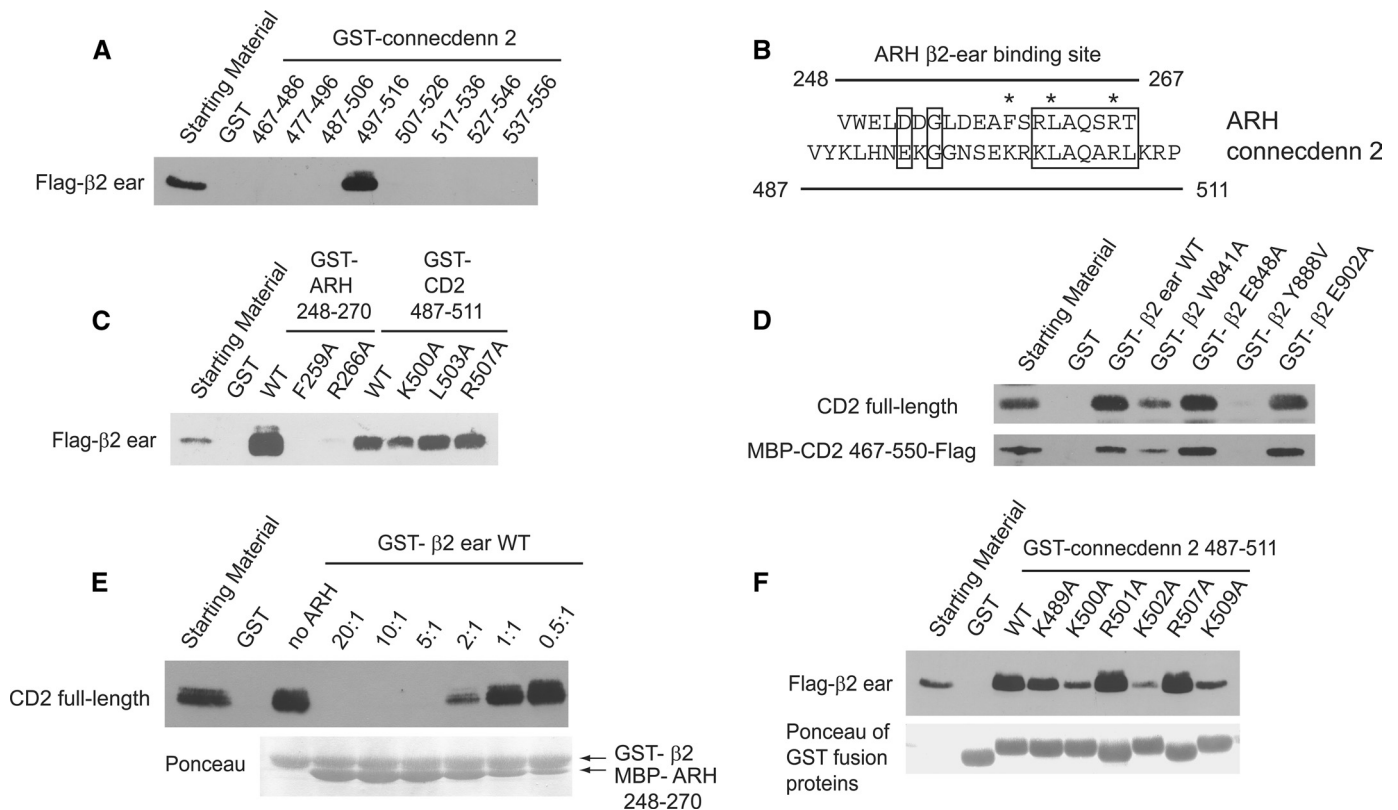 A
GST-connecdenn 2
Starting Material
GST
467-486
477-496
487-506
497-516
507-526
517-536
527-546
537-556
Flag-β2 ear
B
ARH β2-ear binding site
248
267
* * *
VWELDDGLDEAFSRLAQSRT
ARH
VYKLHNEKGGNSEKRKLAQARLKRP
connecdenn 2
487
511
C
GST-
ARH
248-270
GST-
CD2
487-511
Starting Material
GST
WT
F259A
R266A
WT
K500A
L503A
R507A
Flag-β2 ear
D
Starting Material
GST
GST- β2 ear WT
GST- β2 W841A
GST- β2 E848A
GST- β2 Y888V
GST- β2 E902A
CD2 full-length
MBP-CD2 467-550-Flag
E
GST- β2 ear WT
Starting Material
GST
no ARH
20:1
10:1
5:1
2:1
1:1
0.5:1
CD2 full-length
Ponceau
GST- β2
MBP- ARH
248-270
F
GST-connecdenn 2 487-511
Starting Material
GST
WT
K489A
K500A
R501A
K502A
R507A
K509A
Flag-β2 ear
Ponceau of
GST fusion
proteins